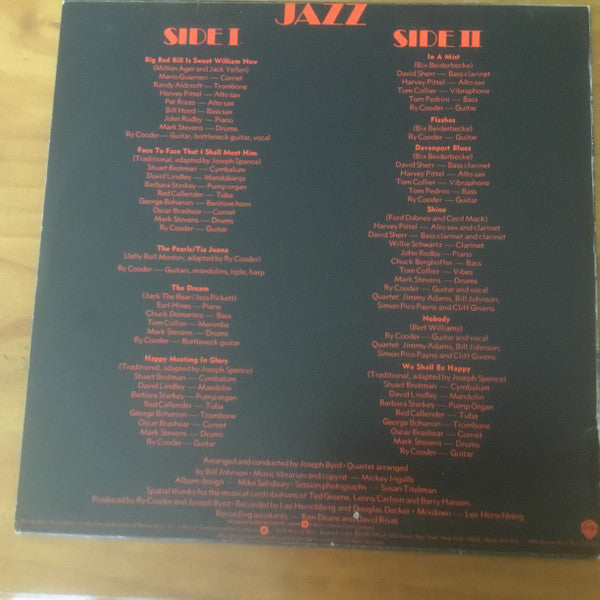 JAZZ
SIDE I
Big Bad Bill Is Sweet William Now
(Milton Ager and Jack Yellen)
Mario Guarneri — Cornet
Randy Aldcroft — Trombone
Harvey Pittel — Alto sax
Pat Rizzo — Alto sax
Bill Hood — Bass sax
John Rodby — Piano
Mark Stevens — Drums
Ry Cooder — Guitar, bottleneck guitar, vocal
Face To Face That I Shall Meet Him
(Traditional, adapted by Joseph Spence)
Stuart Brotman — Cymbalum
David Lindley — Mandobanjo
Barbara Starkey — Pump organ
Red Callender — Tuba
George Bohanon — Baritone horn
Oscar Brashear — Cornet
Mark Stevens — Drums
Ry Cooder — Guitar
The Pearls/Tia Juana
(Jelly Roll Morton, adapted by Ry Cooder)
Ry Cooder — Guitars, mandolins, tiple, harp
The Dream
(Jack The Bear/Jess Pickett)
Earl Hines — Piano
Chuck Domanico — Bass
Tom Collier — Marimba
Mark Stevens — Drums
Ry Cooder — Bottleneck guitar
Happy Meeting In Glory
(Traditional, adapted by Joseph Spence)
Stuart Brotman — Cymbalum
David Lindley — Mandolin
Barbara Starkey — Pump organ
Red Callender — Tuba
George Bohanon — Trombone
Oscar Brashear — Cornet
Mark Stevens — Drums
Ry Cooder — Guitar
SIDE II
In A Mist
(Bix Beiderbecke)
David Sherr — Bass clarinet
Harvey Pittel — Alto sax
Tom Collier — Vibraphone
Tom Pedrini — Bass
Ry Cooder — Guitar
Flashes
(Bix Beiderbecke)
Ry Cooder — Guitar
Davenport Blues
(Bix Beiderbecke)
David Sherr — Bass clarinet
Harvey Pittel — Alto sax
Tom Collier — Vibraphone
Tom Pedrini — Bass
Ry Cooder — Guitar
Shine
(Ford Dabney and Cecil Mack)
Harvey Pittel — Alto sax and clarinet
David Sherr — Bass clarinet and clarinet
Willie Schwartz — Clarinet
John Rodby — Piano
Chuck Berghoffer — Bass
Tom Collier — Vibes
Mark Stevens — Drums
Ry Cooder — Guitar and vocal
Quartet: Jimmy Adams, Bill Johnson,
Simon Pico Payne and Cliff Givens
Nobody
(Bert Williams)
Ry Cooder — Guitar and vocal
Quartet: Jimmy Adams, Bill Johnson,
Simon Pico Payne and Cliff Givens
We Shall Be Happy
(Traditional, adapted by Joseph Spence)
Stuart Brotman — Cymbalum
David Lindley — Mandolin
Barbara Starkey — Pump Organ
Red Callender — Tuba
George Bohanon — Trombone
Oscar Brashear — Cornet
Mark Stevens — Drums
Ry Cooder — Guitar
Arranged and conducted by Joseph Byrd • Quartet arranged
by Bill Johnson • Music librarian and copyist — Mickey Ingalls
Album design — Mike Salisbury • Session photographs — Susan Titelman
Spatial thanks for the musical contributions of Ted Greene, Lenny Carlson and Barry Hansen
Produced by Ry Cooder and Joseph Byrd • Recorded by Lee Herschberg and Douglas Decker • Mixdown — Lee Herschberg
Recording assistants — Ken Deane and David Rixas